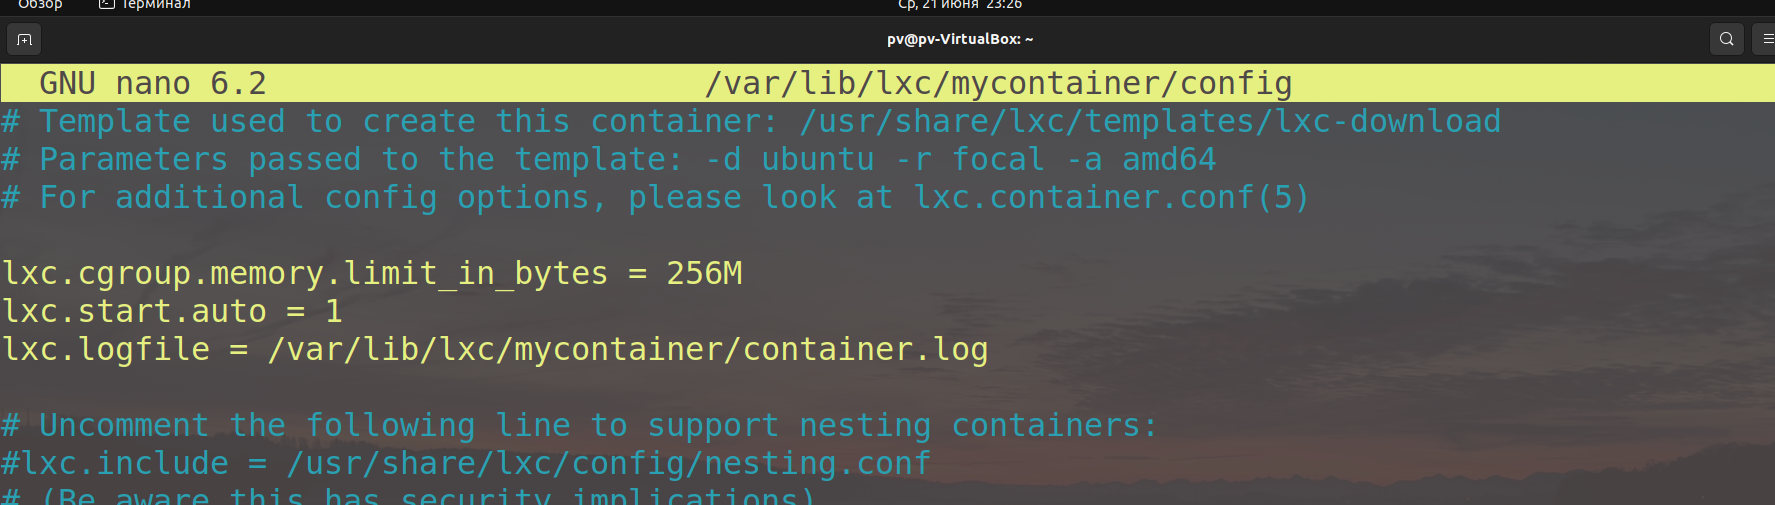 Обзор Терминал Ср, 21 июня 23:26
pv@pv-VirtualBox: ~
GNU nano 6.2 /var/lib/lxc/mycontainer/config
# Template used to create this container: /usr/share/lxc/templates/lxc-download
# Parameters passed to the template: -d ubuntu -r focal -a amd64
# For additional config options, please look at lxc.container.conf(5)
lxc.cgroup.memory.limit_in_bytes = 256M
lxc.start.auto = 1
lxc.logfile = /var/lib/lxc/mycontainer/container.log
# Uncomment the following line to support nesting containers:
#lxc.include = /usr/share/lxc/config/nesting.conf
# (Be aware this has security implications)